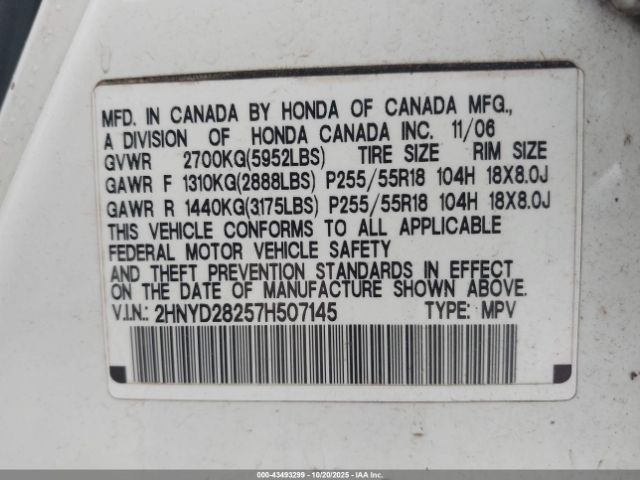 MFD. IN CANADA BY HONDA OF CANADA MFG.,
A DIVISION OF HONDA CANADA INC. 11/06
GVWR 2700KG(5952LBS) TIRE SIZE RIM SIZE
GAWR F 1310KG(2888LBS) P255/55R18 104H 18X8.0J
GAWR R 1440KG(3175LBS) P255/55R18 104H 18X8.0J
THIS VEHICLE CONFORMS TO ALL APPLICABLE
FEDERAL MOTOR VEHICLE SAFETY
AND THEFT PREVENTION STANDARDS IN EFFECT
ON THE DATE OF MANUFACTURE SHOWN ABOVE.
V.I.N.: 2HNYD28257H507145 TYPE: MPV
000-43493299 - 10/20/2025 - IAAI.COM